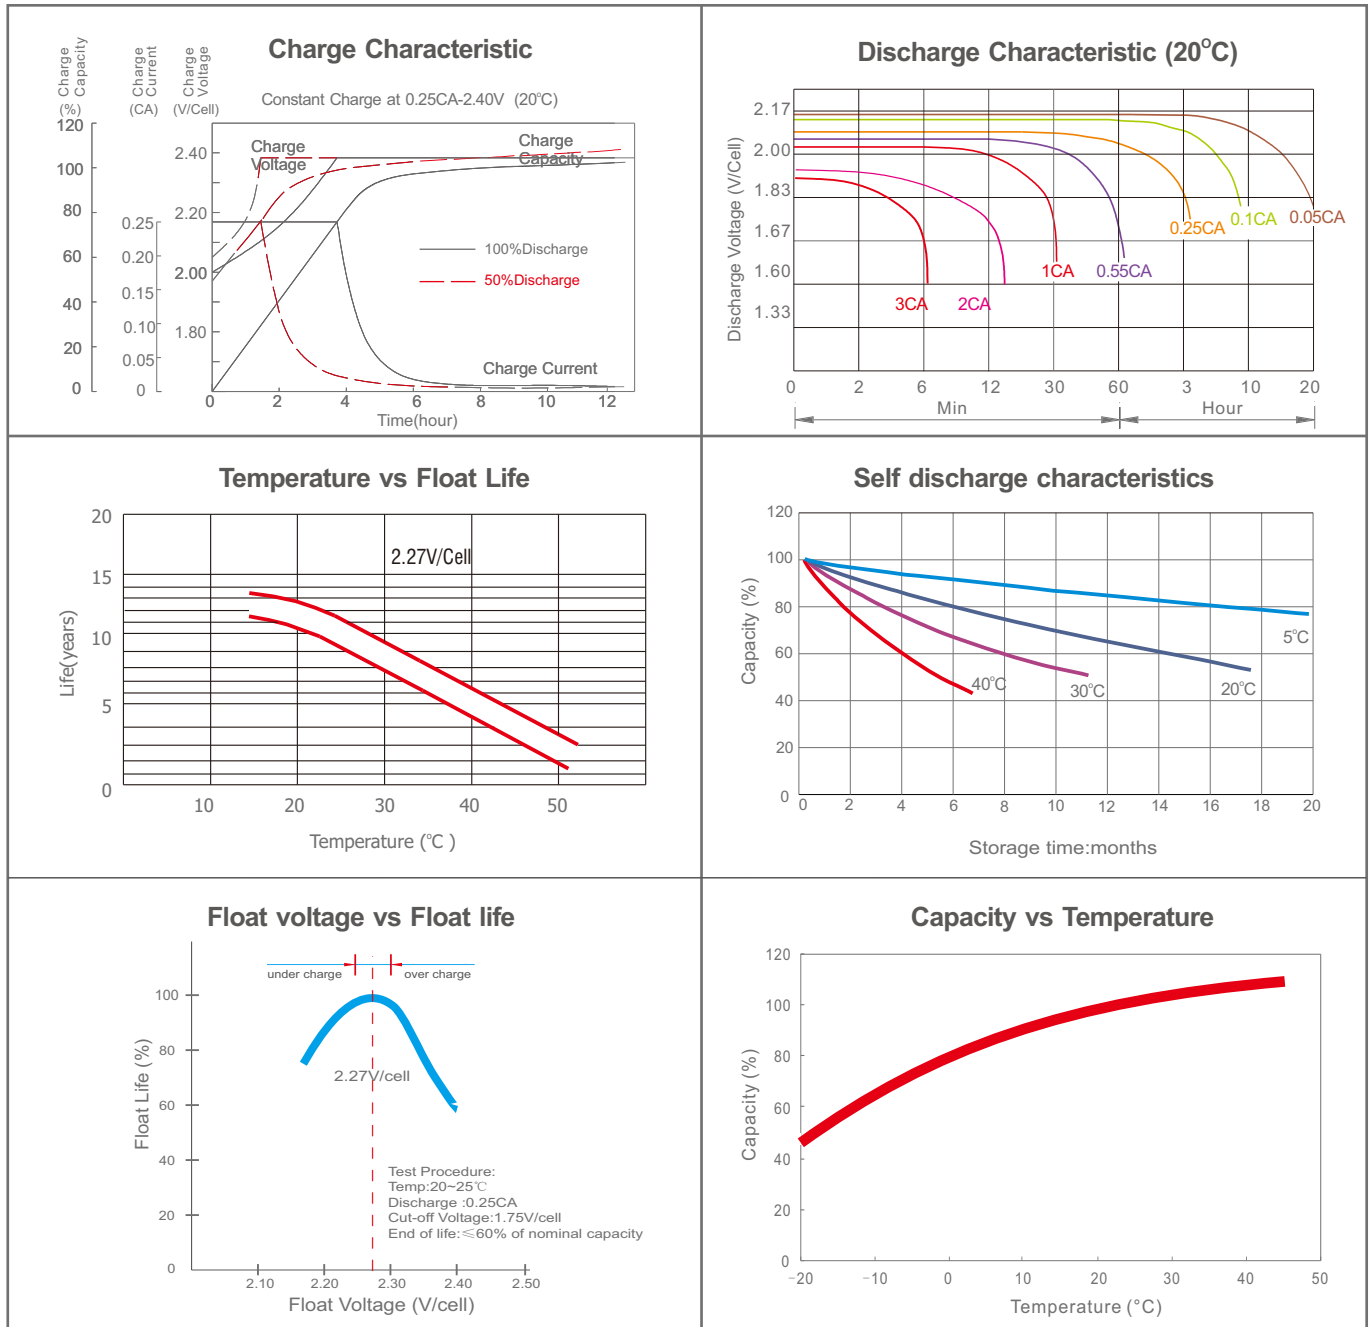 Charge Characteristic
Charge Capacity
(%)
Charge Current
(CA)
Charge Voltage
(V/Cell)
Constant Charge at 0.25CA-2.40V (20°C)
120
100
80
60
40
20
0
0.25
0.20
0.15
0.10
0.05
0
2.40
2.20
2.00
1.80
Charge
Voltage
Charge
Capacity
100%Discharge
50%Discharge
Charge Current
0 2 4 6 8 10 12
Time(hour)
Discharge Characteristic (20°C)
Discharge Voltage (V/Cell)
2.17
2.00
1.83
1.67
1.60
1.33
3CA
2CA
1CA
0.55CA
0.25CA
0.1CA
0.05CA
0 2 6 12 30 60 3 10 20
Min Hour
Temperature vs Float Life
Life(years)
20
15
10
5
0
2.27V/Cell
10 20 30 40 50
Temperature (°C )
Self discharge characteristics
Capacity (%)
120
100
80
60
40
20
0
5°C
40°C
30°C
20°C
0 2 4 6 8 10 12 14 16 18 20
Storage time:months
Float voltage vs Float life
under charge over charge
Float Life (%)
100
80
60
40
20
0
2.27V/cell
Test Procedure:
Temp:20~25℃
Discharge :0.25CA
Cut-off Voltage:1.75V/cell
End of life:≤60% of nominal capacity
2.10 2.20 2.30 2.40 2.50
Float Voltage (V/cell)
Capacity vs Temperature
Capacity (%)
120
100
80
60
40
20
0
−20 −10 0 10 20 30 40 50
Temperature (°C)